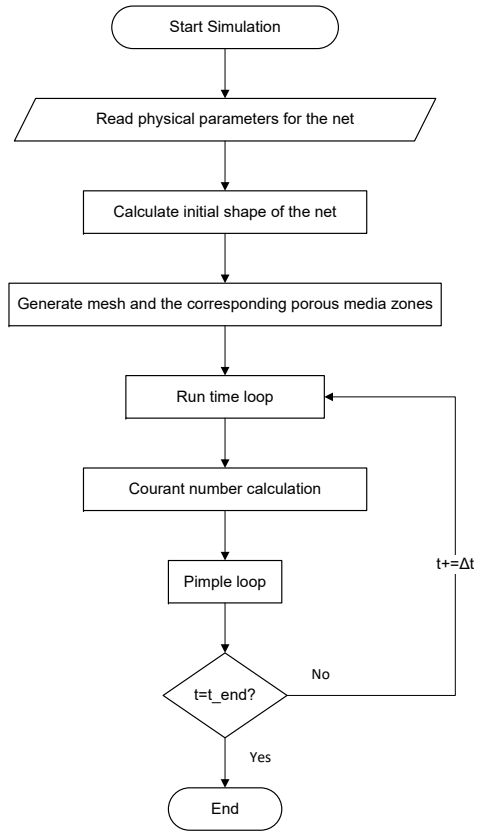 Start Simulation
Read physical parameters for the net
Calculate initial shape of the net
Generate mesh and the corresponding porous media zones
Run time loop
Courant number calculation
Pimple loop
t+=Δt
t=t_end?
No
Yes
End